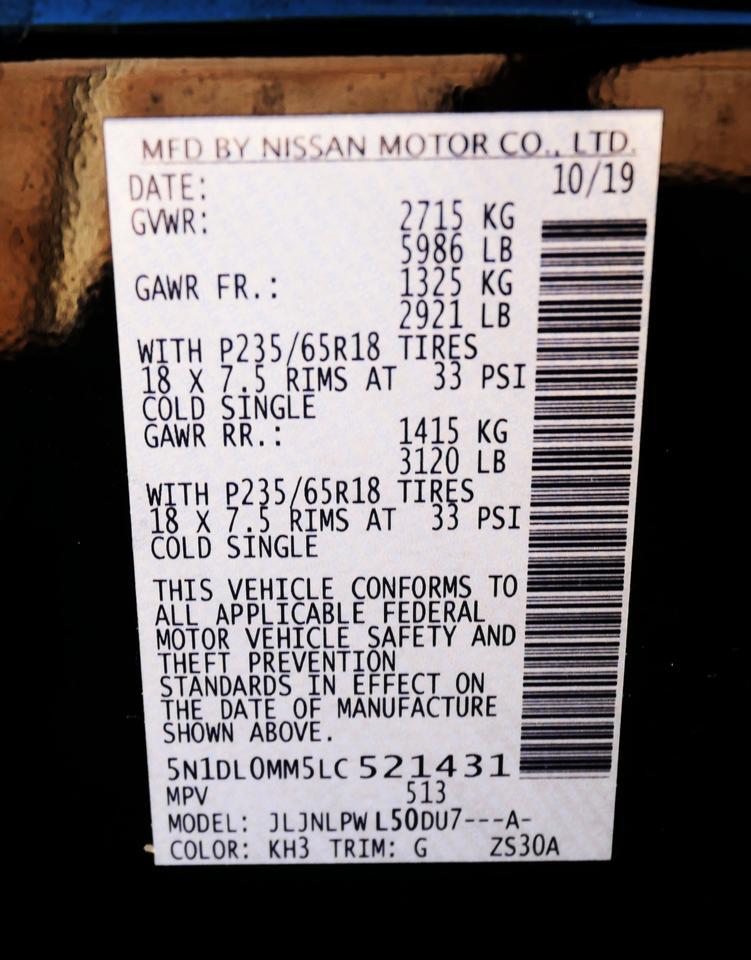 MFD BY NISSAN MOTOR CO., LTD.
DATE: 10/19
GVWR: 2715 KG
5986 LB
GAWR FR.: 1325 KG
2921 LB
WITH P235/65R18 TIRES
18 X 7.5 RIMS AT 33 PSI
COLD SINGLE
GAWR RR.: 1415 KG
3120 LB
WITH P235/65R18 TIRES
18 X 7.5 RIMS AT 33 PSI
COLD SINGLE
THIS VEHICLE CONFORMS TO
ALL APPLICABLE FEDERAL
MOTOR VEHICLE SAFETY AND
THEFT PREVENTION
STANDARDS IN EFFECT ON
THE DATE OF MANUFACTURE
SHOWN ABOVE.
5N1DL0MM5LC521431
MPV 513
MODEL: JLJNLPWL50DU7---A-
COLOR: KH3 TRIM: G ZS30A